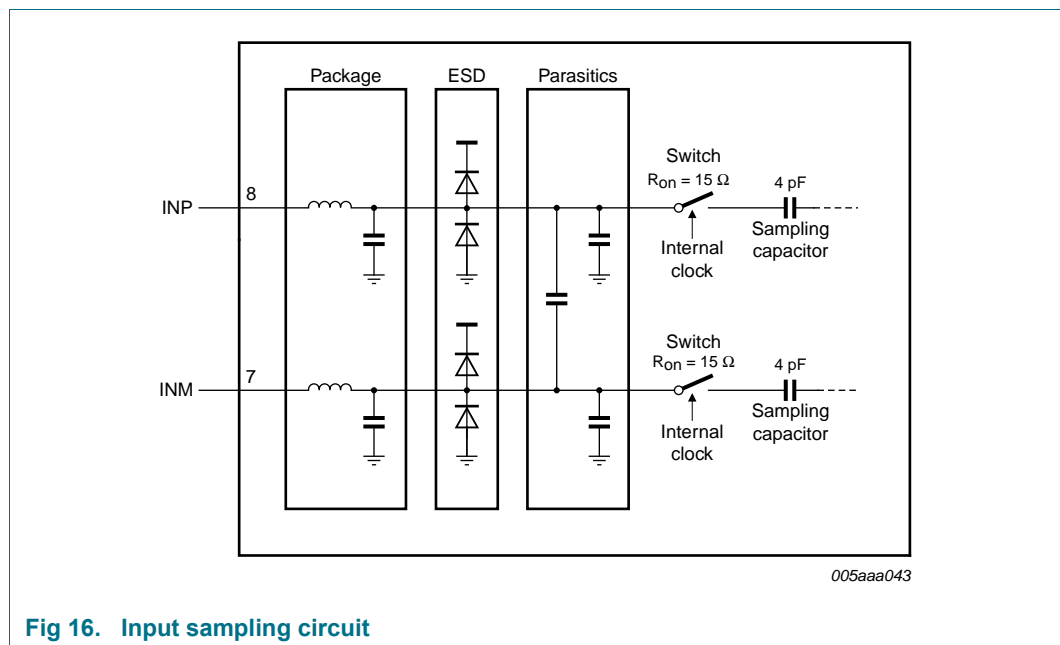 Package
ESD
Parasitics
Switch
Ron = 15 Ω
4 pF
8
INP
Internal
clock
Sampling
capacitor
Switch
Ron = 15 Ω
4 pF
7
INM
Internal
clock
Sampling
capacitor
005aaa043
Fig 16. Input sampling circuit